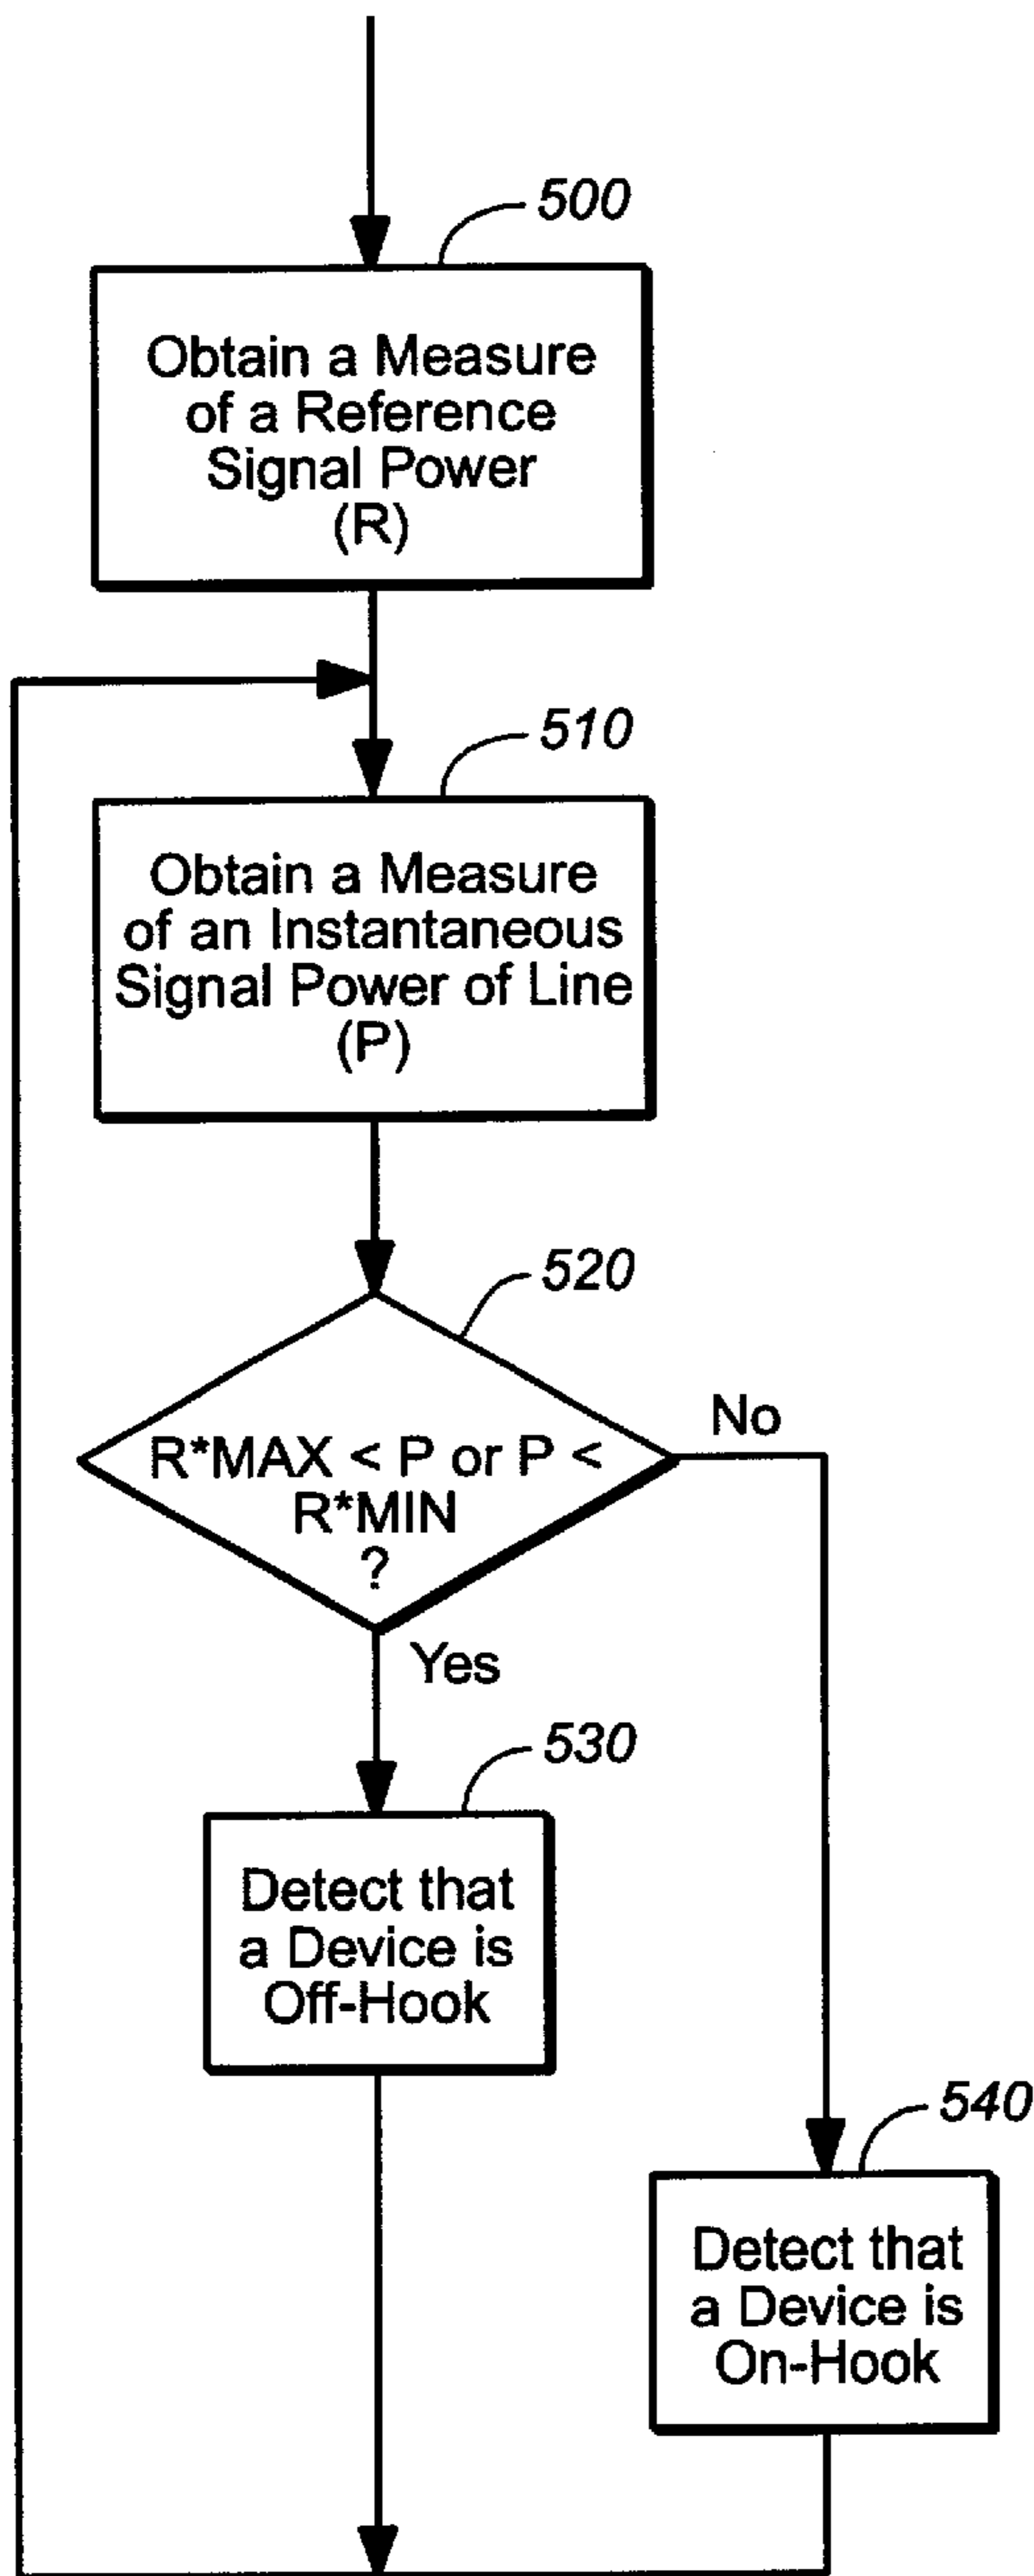 500
Obtain a Measure
of a Reference
Signal Power
(R)
510
Obtain a Measure
of an Instantaneous
Signal Power of Line
(P)
520
R*MAX < P or P <
R*MIN
?
No
Yes
530
Detect that
a Device is
Off-Hook
540
Detect that
a Device is
On-Hook